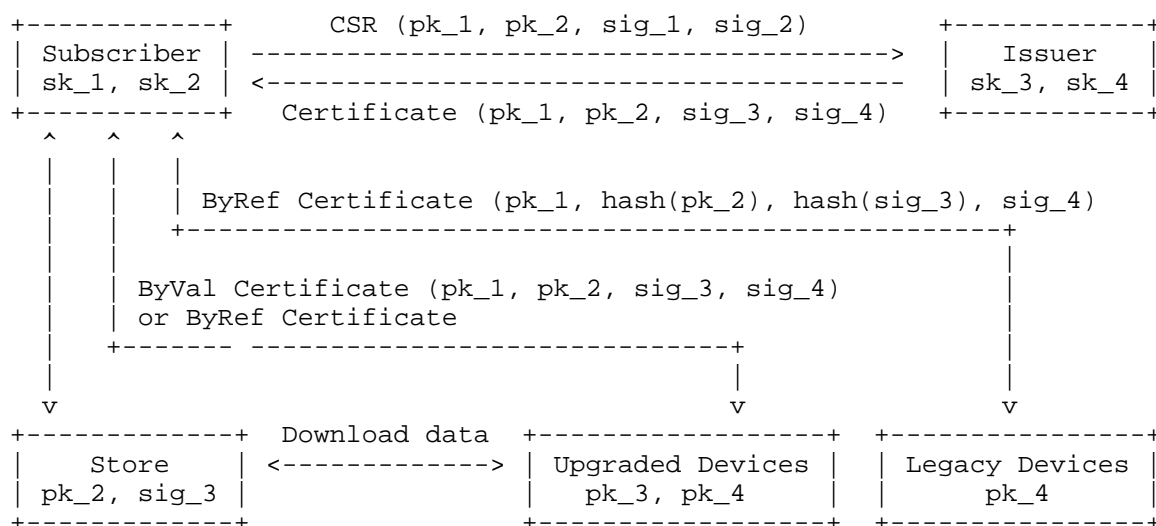 CSR (pk_1, pk_2, sig_1, sig_2)
Subscriber Issuer
sk_1, sk_2 sk_3, sk_4
Certificate (pk_1, pk_2, sig_3, sig_4)
ByRef Certificate (pk_1, hash(pk_2), hash(sig_3), sig_4)
ByVal Certificate (pk_1, pk_2, sig_3, sig_4)
or ByRef Certificate
Download data
Store Upgraded Devices Legacy Devices
pk_2, sig_3 pk_3, pk_4 pk_4